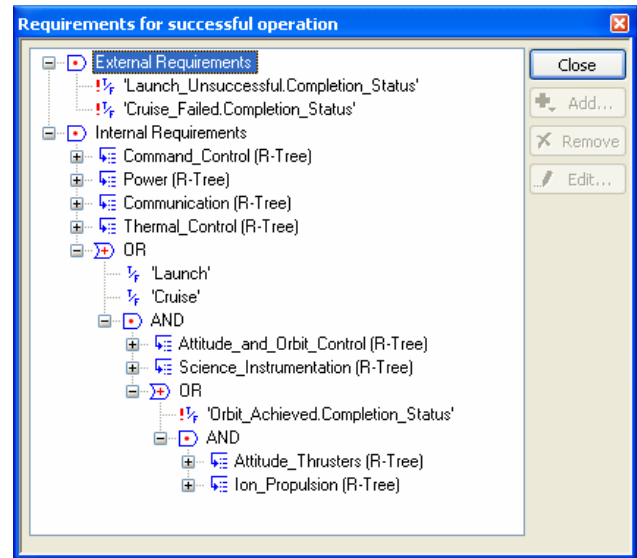 Requirements for successful operation
External Requirements
!T/F 'Launch_Unsuccessful.Completion_Status'
!T/F 'Cruise_Failed.Completion_Status'
Internal Requirements
Command_Control (R-Tree)
Power (R-Tree)
Communication (R-Tree)
Thermal_Control (R-Tree)
OR
T/F 'Launch'
T/F 'Cruise'
AND
Attitude_and_Orbit_Control (R-Tree)
Science_Instrumentation (R-Tree)
OR
!T/F 'Orbit_Achieved.Completion_Status'
AND
Attitude_Thrusters (R-Tree)
Ion_Propulsion (R-Tree)
Close
Add...
Remove
Edit...